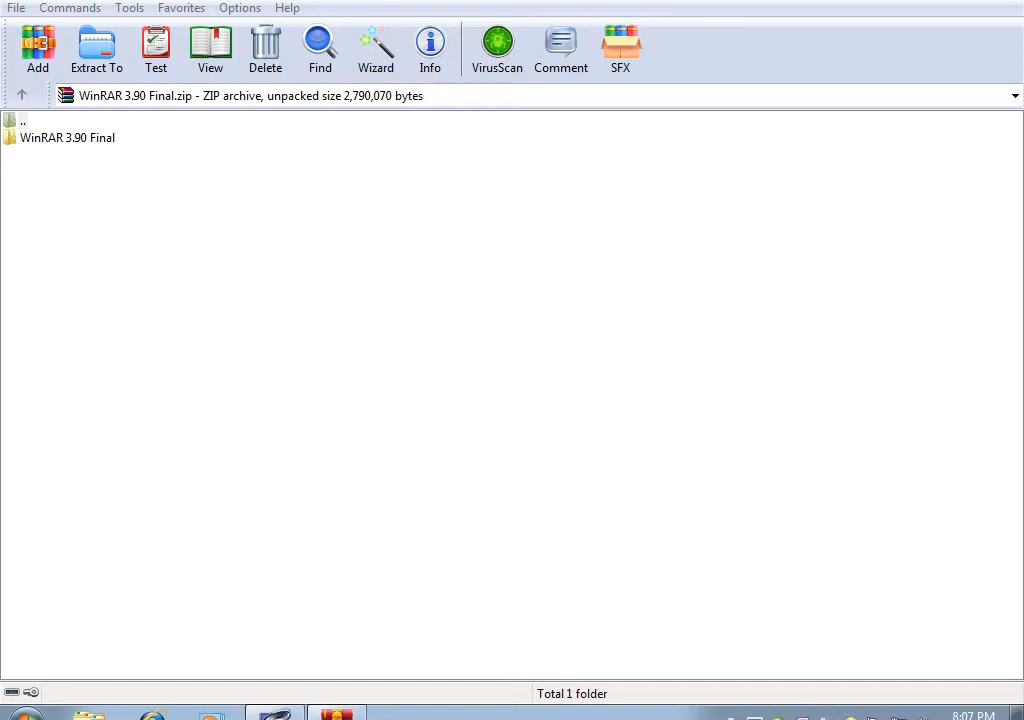 File Commands Tools Favorites Options Help
Add Extract To Test View Delete Find Wizard Info VirusScan Comment SFX
WinRAR 3.90 Final.zip - ZIP archive, unpacked size 2,790,070 bytes
..
WinRAR 3.90 Final
Total 1 folder
8:07 PM